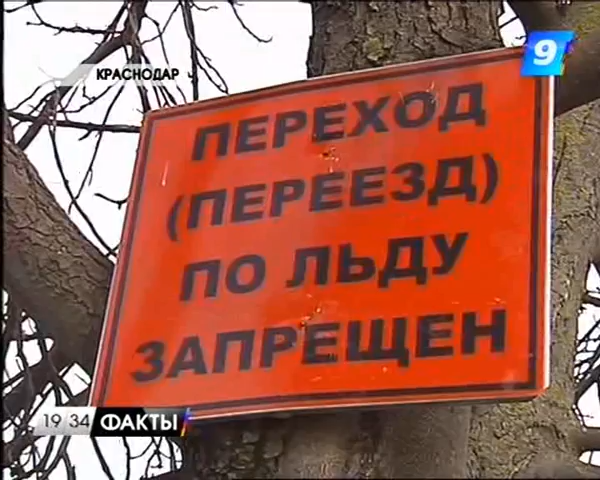 9
КРАСНОДАР
ПЕРЕХОД
(ПЕРЕЕЗД)
ПО ЛЬДУ
ЗАПРЕЩЕН
19 34 ФАКТЫ